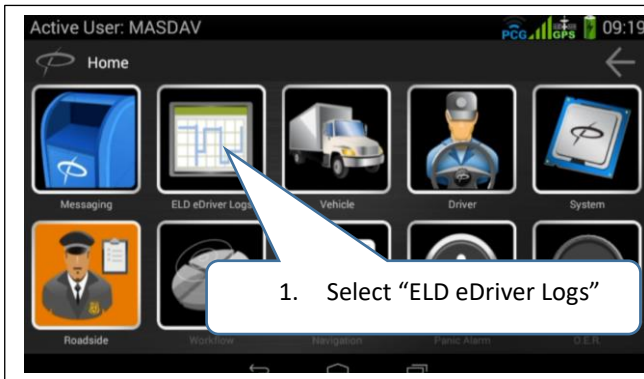 Active User: MASDAV
PCG GPS 09:19
Home
Messaging ELD eDriver Logs Vehicle Driver System
1. Select “ELD eDriver Logs”
Roadside Workflow Navigation Panic Alarm O.E.R.